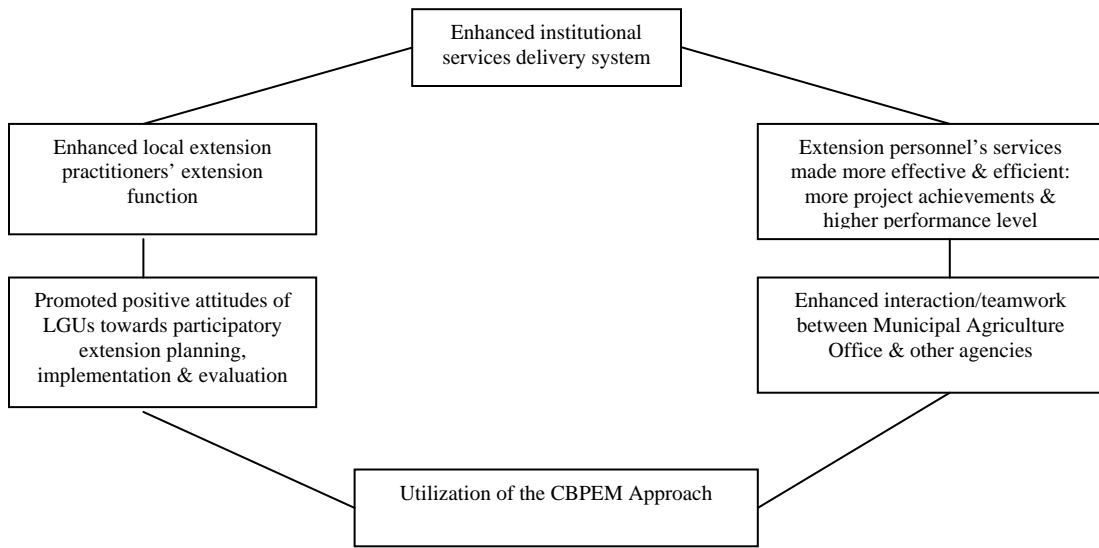 Enhanced institutional
services delivery system
Enhanced local extension
practitioners’ extension
function
Extension personnel’s services
made more effective & efficient:
more project achievements &
higher performance level
Promoted positive attitudes of
LGUs towards participatory
extension planning,
implementation & evaluation
Enhanced interaction/teamwork
between Municipal Agriculture
Office & other agencies
Utilization of the CBPEM Approach